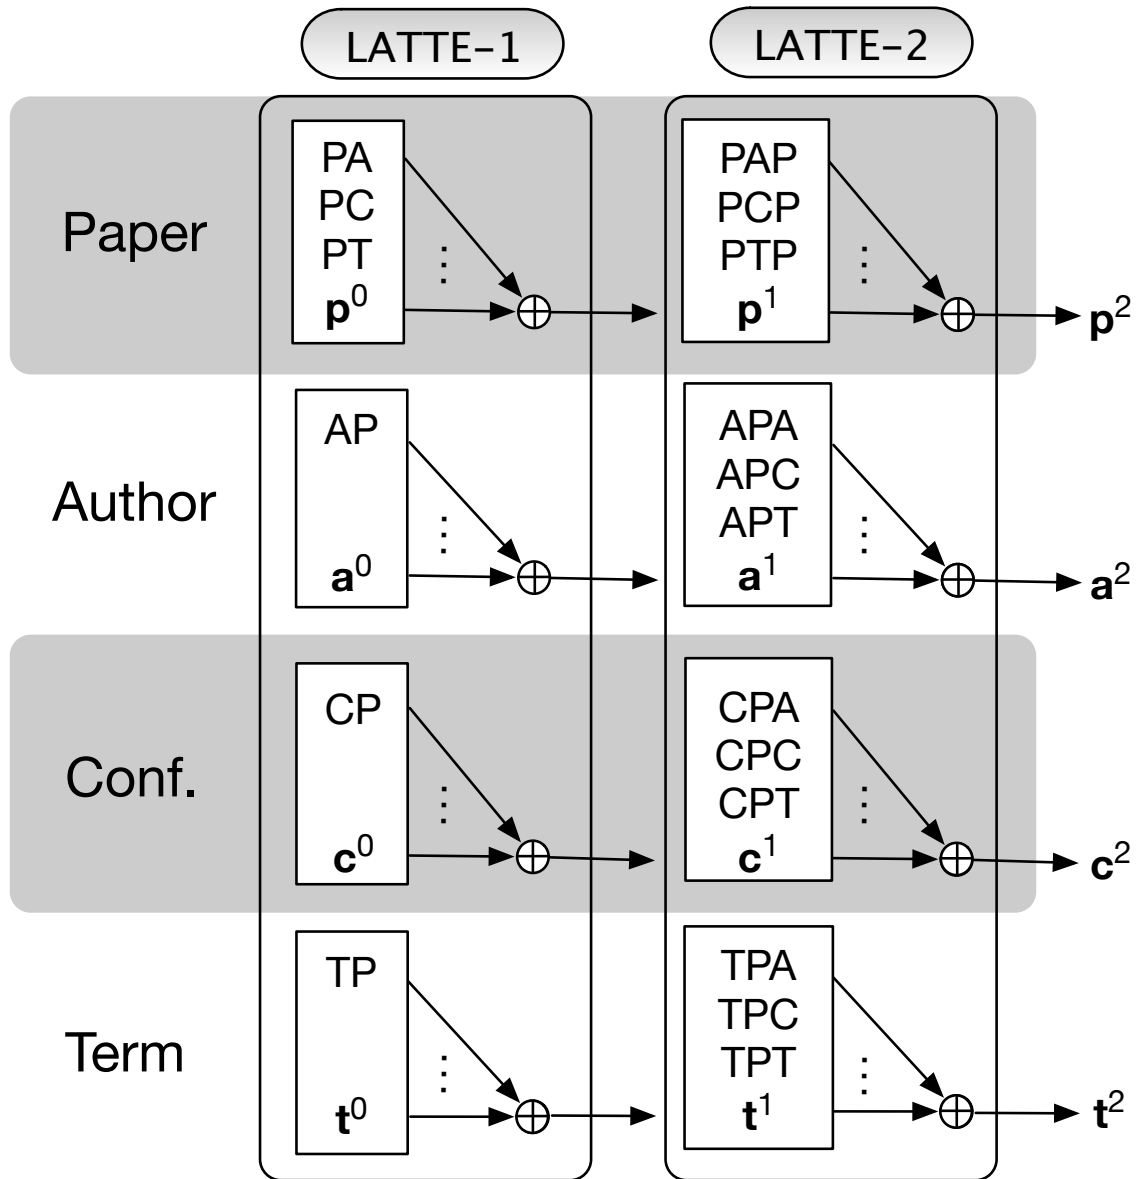 LATTE-1
LATTE-2
Paper
PA
PC
PT
⋮
p⁰
PAP
PCP
PTP
⋮
p¹
p²
Author
AP
⋮
a⁰
APA
APC
APT
⋮
a¹
a²
Conf.
CP
⋮
c⁰
CPA
CPC
CPT
⋮
c¹
c²
Term
TP
⋮
t⁰
TPA
TPC
TPT
⋮
t¹
t²